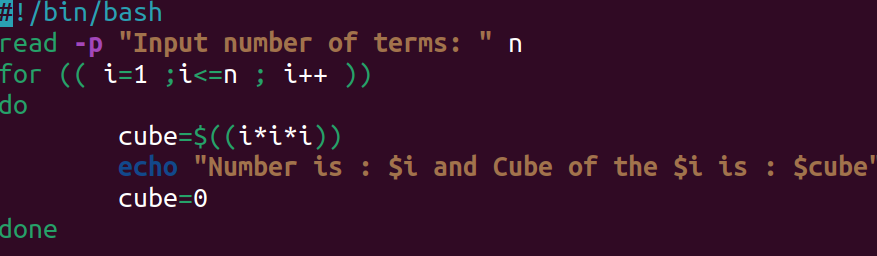 #!/bin/bash
read -p "Input number of terms: " n
for (( i=1 ;i<=n ; i++ ))
do
        cube=$((i*i*i))
        echo "Number is : $i and Cube of the $i is : $cube"
        cube=0
done